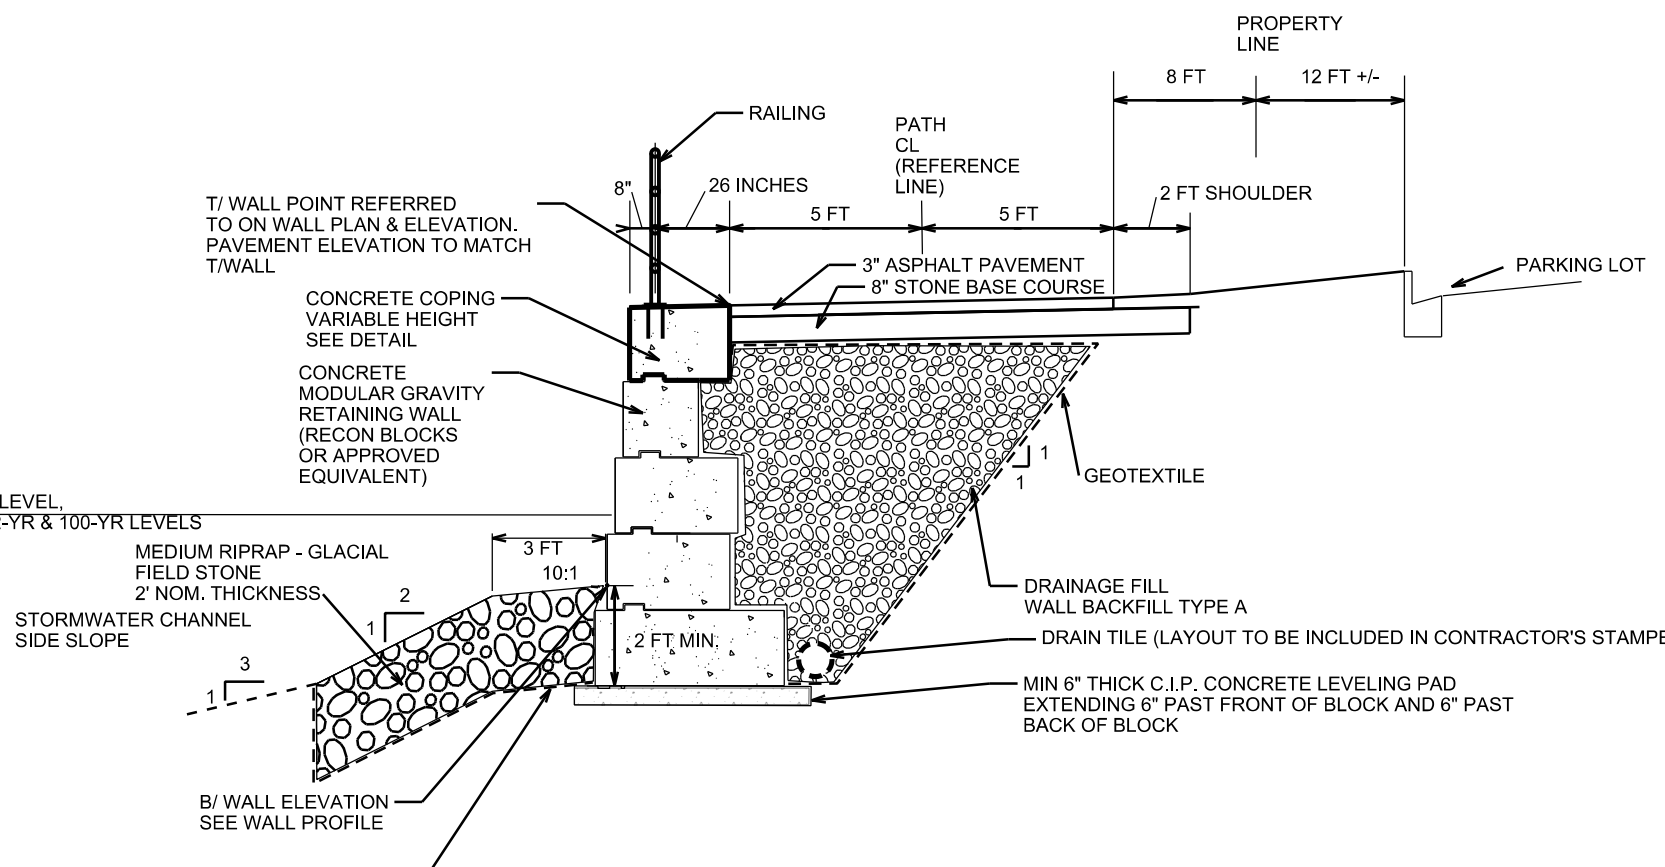 PROPERTY
LINE
8 FT
12 FT +/-
RAILING
PATH
CL
(REFERENCE
LINE)
8"
26 INCHES
2 FT SHOULDER
T/ WALL POINT REFERRED
TO ON WALL PLAN & ELEVATION.
PAVEMENT ELEVATION TO MATCH
T/WALL
5 FT
5 FT
3" ASPHALT PAVEMENT
8" STONE BASE COURSE
PARKING LOT
CONCRETE COPING
VARIABLE HEIGHT
SEE DETAIL
CONCRETE
MODULAR GRAVITY
RETAINING WALL
(RECON BLOCKS
OR APPROVED
EQUIVALENT)
1
1
GEOTEXTILE
LEVEL,
-YR & 100-YR LEVELS
MEDIUM RIPRAP - GLACIAL
FIELD STONE
2' NOM. THICKNESS
3 FT
10:1
2
1
STORMWATER CHANNEL
SIDE SLOPE
3
1
2 FT MIN.
DRAINAGE FILL
WALL BACKFILL TYPE A
DRAIN TILE (LAYOUT TO BE INCLUDED IN CONTRACTOR'S STAMPE
MIN 6" THICK C.I.P. CONCRETE LEVELING PAD
EXTENDING 6" PAST FRONT OF BLOCK AND 6" PAST
BACK OF BLOCK
B/ WALL ELEVATION
SEE WALL PROFILE